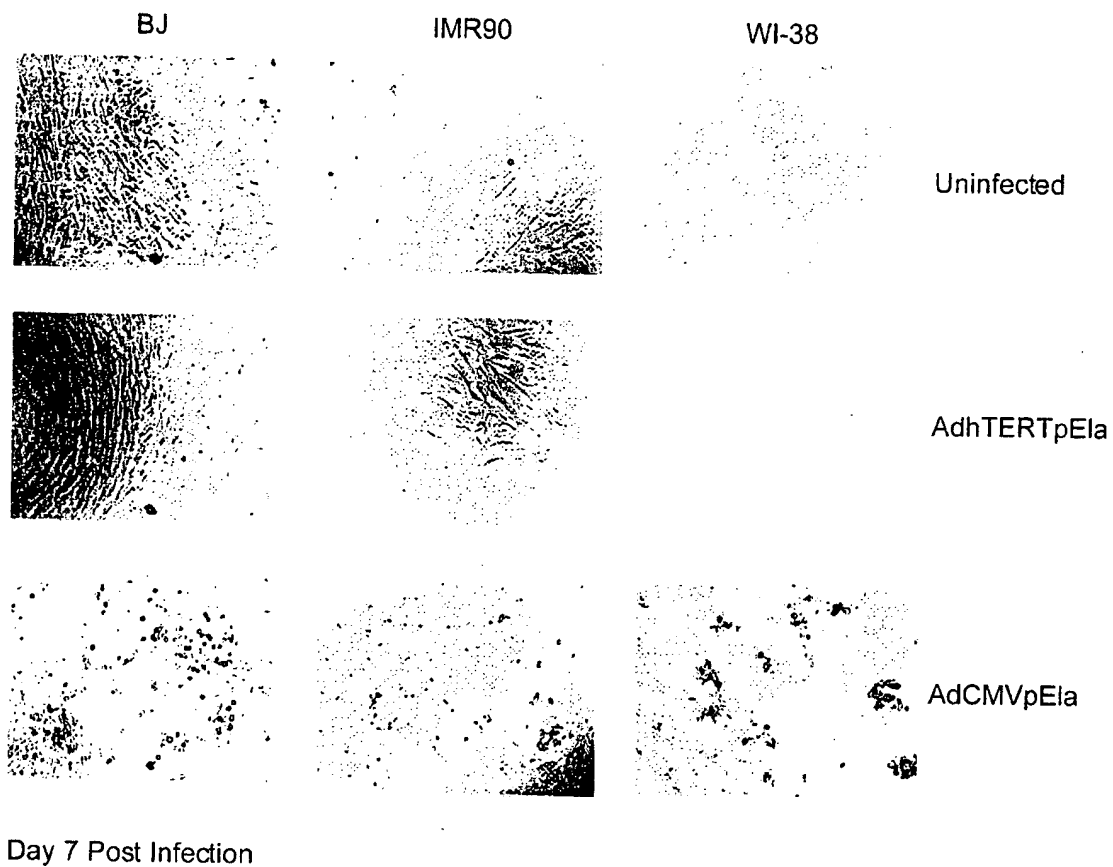 BJ
IMR90
WI-38
Uninfected
AdhTERTpEla
AdCMVpEla
Day 7 Post Infection